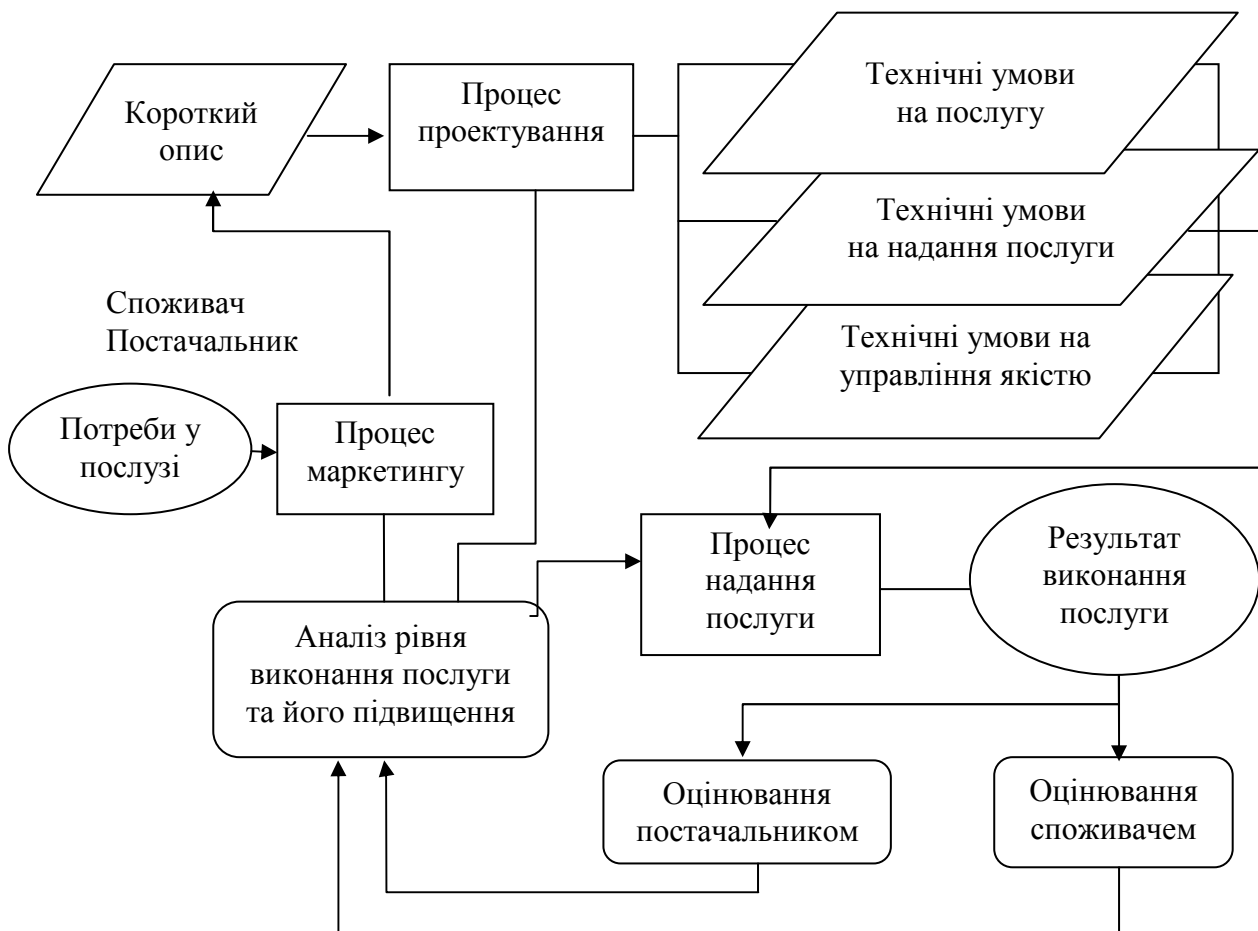 Короткий
опис
Процес
проектування
Технічні умови
на послугу
Технічні умови
на надання послуги
Технічні умови на
управління якістю
Споживач
Постачальник
Потреби у
послузі
Процес
маркетингу
Процес
надання
послуги
Результат
виконання
послуги
Аналіз рівня
виконання послуги
та його підвищення
Оцінювання
постачальником
Оцінювання
споживачем